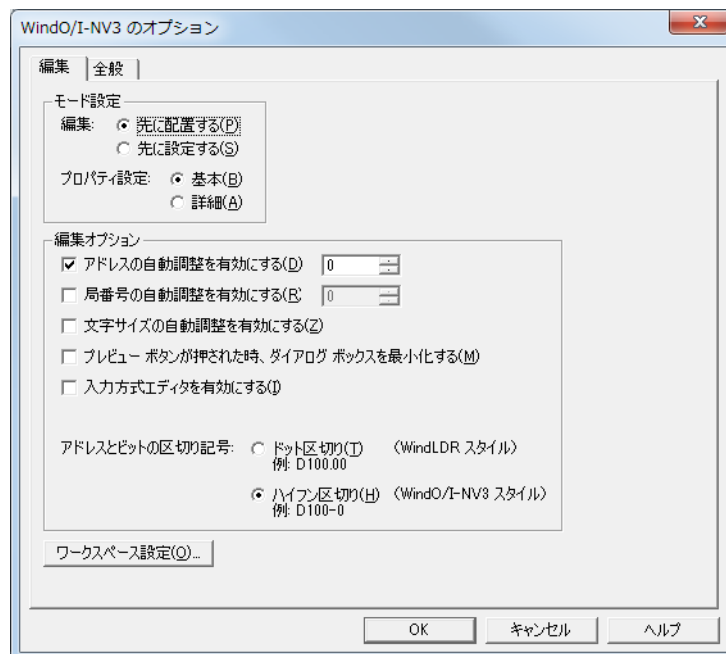 WindO/I-NV3 のオプション
編集 全般
モード設定
編集: 先に配置する(P)
先に設定する(S)
プロパティ設定: 基本(B)
詳細(A)
編集オプション
アドレスの自動調整を有効にする(D) 0
局番号の自動調整を有効にする(R) 0
文字サイズの自動調整を有効にする(Z)
プレビュー ボタンが押された時、ダイアログ ボックスを最小化する(M)
入力方式エディタを有効にする(I)
アドレスとビットの区切り記号: ドット区切り(T) (WindLDR スタイル)
例: D100.00
ハイフン区切り(H) (WindO/I-NV3 スタイル)
例: D100-0
ワークスペース設定(O)...
OK キャンセル ヘルプ